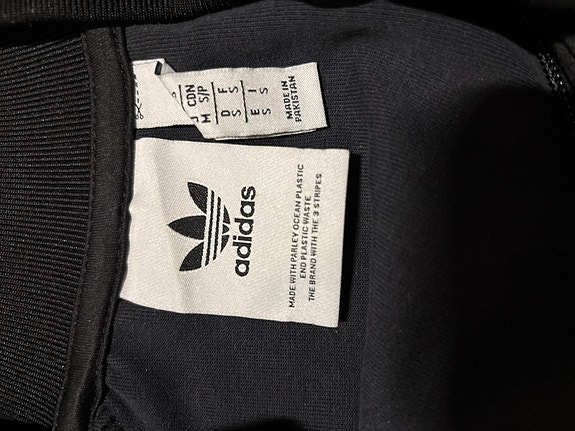 CDN
S/P
J
M
D F
S S
E I
S S
MADE IN
PAKISTAN
adidas
MADE WITH PARLEY OCEAN PLASTIC
END PLASTIC WASTE
THE BRAND WITH THE 3 STRIPES